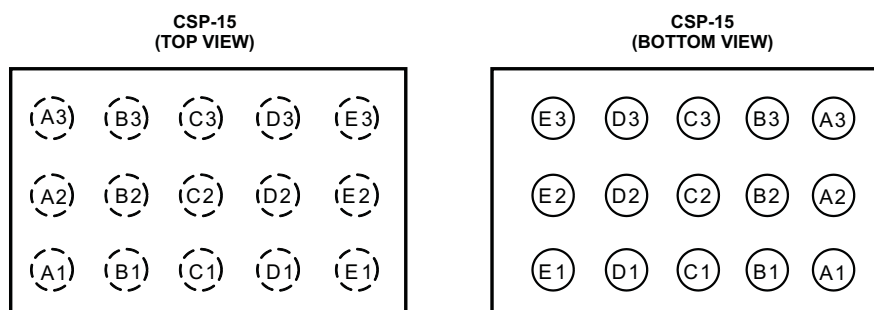 CSP-15
(TOP VIEW)
A3 B3 C3 D3 E3
A2 B2 C2 D2 E2
A1 B1 C1 D1 E1
CSP-15
(BOTTOM VIEW)
E3 D3 C3 B3 A3
E2 D2 C2 B2 A2
E1 D1 C1 B1 A1